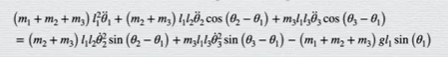 (m₁ + m₂ + m₃) l₁²θ̈₁ + (m₂ + m₃) l₁l₂θ̈₂ cos (θ₂ − θ₁) + m₃l₁l₃θ̈₃ cos (θ₃ − θ₁)
= (m₂ + m₃) l₁l₂θ̇₂² sin (θ₂ − θ₁) + m₃l₁l₃θ̇₃² sin (θ₃ − θ₁) − (m₁ + m₂ + m₃) gl₁ sin (θ₁)